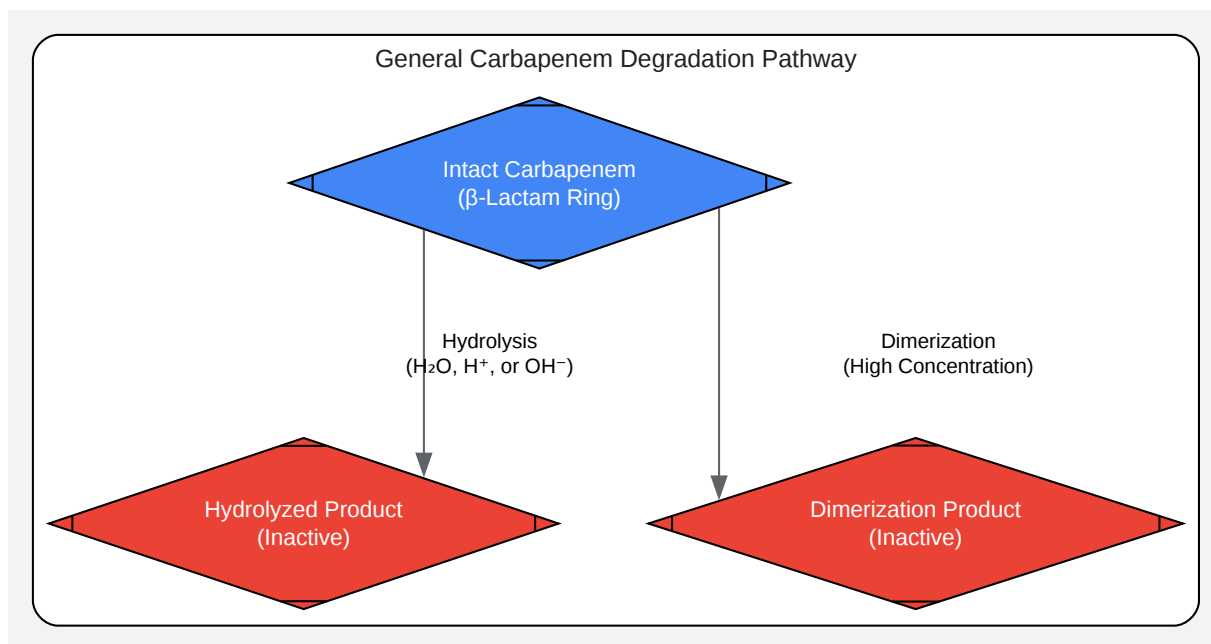 General Carbapenem Degradation Pathway
Intact Carbapenem
(β-Lactam Ring)
Hydrolysis
(H₂O, H⁺, or OH⁻)
Dimerization
(High Concentration)
Hydrolyzed Product
(Inactive)
Dimerization Product
(Inactive)